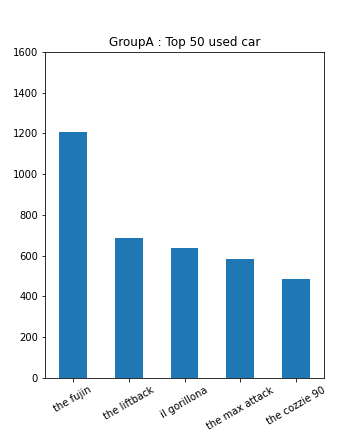 GroupA : Top 50 used car
1600
1400
1200
1000
800
600
400
200
0
the fujin
the liftback
il gorillona
the max attack
the cozzie 90